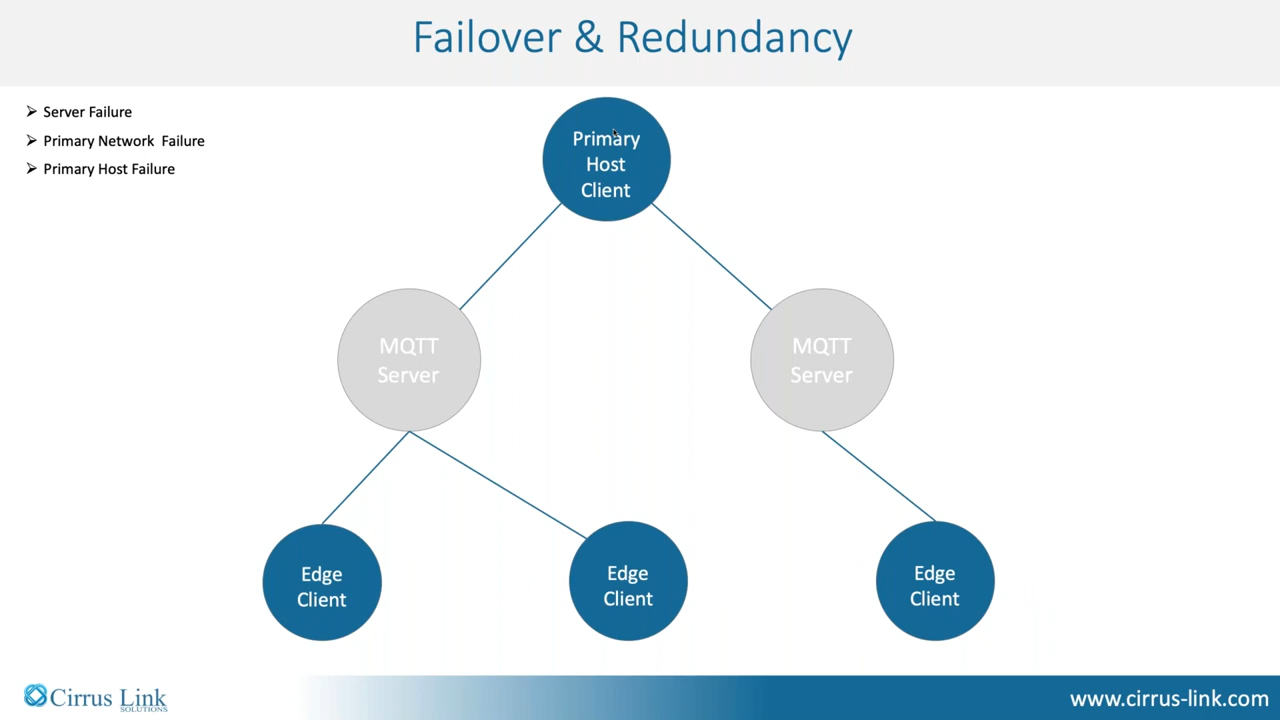 Failover & Redundancy
➢ Server Failure
➢ Primary Network Failure
➢ Primary Host Failure
Primary
Host
Client
MQTT
Server
MQTT
Server
Edge
Client
Edge
Client
Edge
Client
Cirrus Link
SOLUTIONS
www.cirrus-link.com